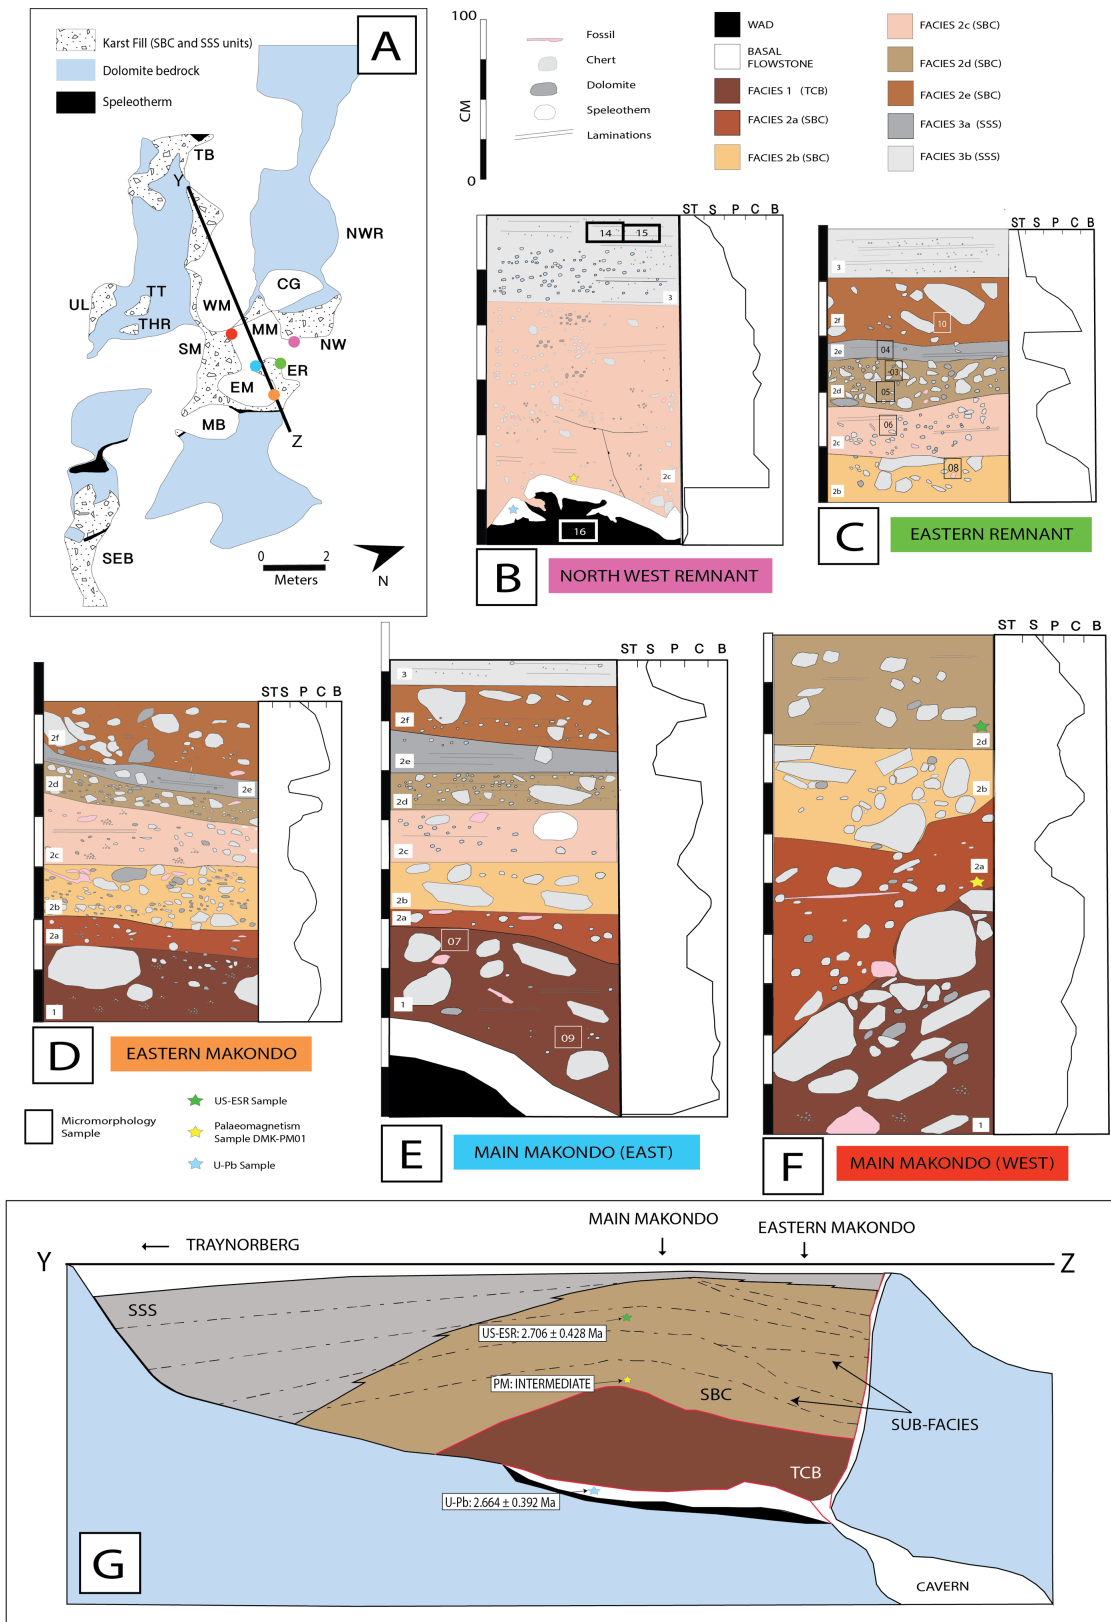 A
Karst Fill (SBC and SSS units)
Dolomite bedrock
Speleotherm
TB
Y
NWR
CG
UL
TT
WM
THR
MM
SM
NW
ER
EM
MB
Z
SEB
0 2
Meters
N
100
CM
0
Fossil
Chert
Dolomite
Speleothem
Laminations
WAD
BASAL
FLOWSTONE
FACIES 1 (TCB)
FACIES 2a (SBC)
FACIES 2b (SBC)
FACIES 2c (SBC)
FACIES 2d (SBC)
FACIES 2e (SBC)
FACIES 3a (SSS)
FACIES 3b (SSS)
ST S P C B
14 15
3
2c
16
B
NORTH WEST REMNANT
ST S P C B
3
2f
10
2e
04
03
2d
05
06
2c
08
2b
C
EASTERN REMNANT
ST S P C B
2f
2d
2e
2c
2b
2a
1
D
EASTERN MAKONDO
Micromorphology
Sample
US-ESR Sample
Palaeomagnetism
Sample DMK-PM01
U-Pb Sample
ST S P C B
3
2f
2e
2d
2c
2b
2a
07
1
09
E
MAIN MAKONDO (EAST)
ST S P C B
2d
2b
2a
1
F
MAIN MAKONDO (WEST)
MAIN MAKONDO
EASTERN MAKONDO
TRAYNORBERG
Y
Z
SSS
US-ESR: 2.706 ± 0.428 Ma
PM: INTERMEDIATE
SBC
SUB-FACIES
TCB
U-Pb: 2.664 ± 0.392 Ma
G
CAVERN